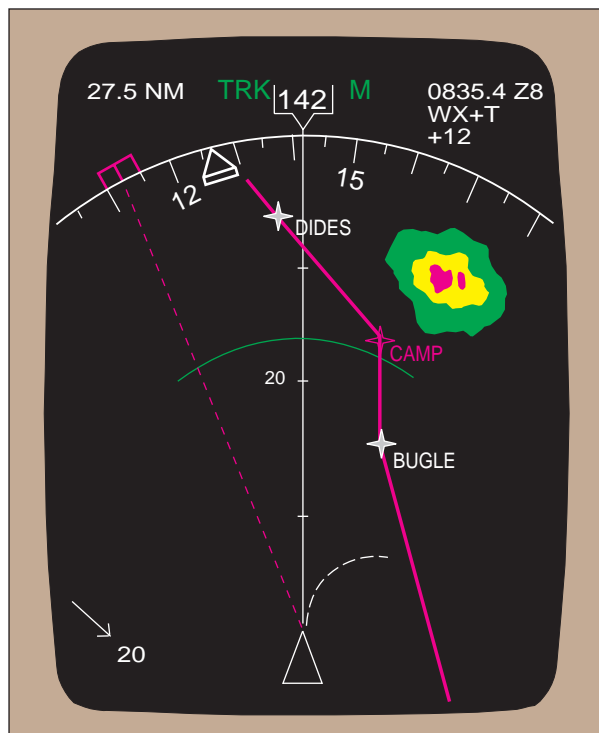 27.5 NM TRK 142 M 0835.4 Z8
WX+T
+12
12 15
DIDES
CAMP
20
BUGLE
20